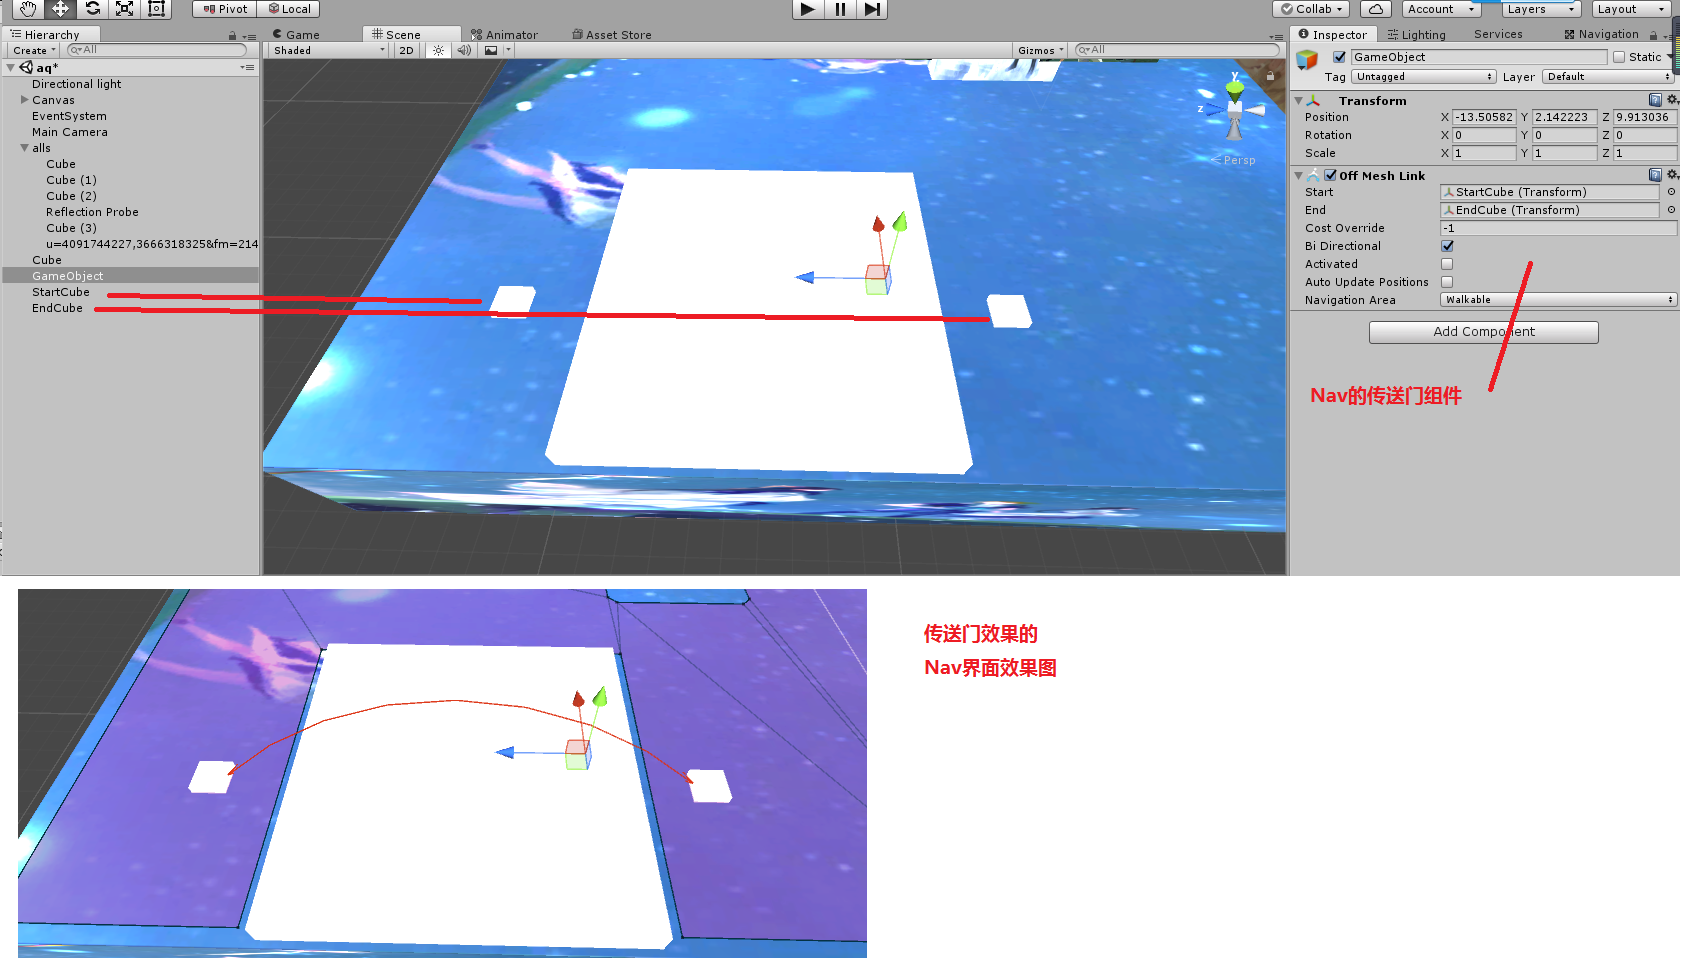 Pivot Local
Collab Account Layers Layout
Hierarchy
Create All
aq*
Directional light
Canvas
EventSystem
Main Camera
alls
Cube
Cube (1)
Cube (2)
Reflection Probe
Cube (3)
u=4091744227,3666318325&fm=214
Cube
GameObject
StartCube
EndCube
Game Scene Animator Asset Store
Shaded 2D Gizmos All
y
z
Persp
Inspector Lighting Services Navigation
GameObject Static
Tag Untagged Layer Default
Transform
Position X -13.50582 Y 2.142223 Z 9.913036
Rotation X 0 Y 0 Z 0
Scale X 1 Y 1 Z 1
Off Mesh Link
Start StartCube (Transform)
End EndCube (Transform)
Cost Override -1
Bi Directional
Activated
Auto Update Positions
Navigation Area Walkable
Add Component
Nav的传送门组件
传送门效果的
Nav界面效果图